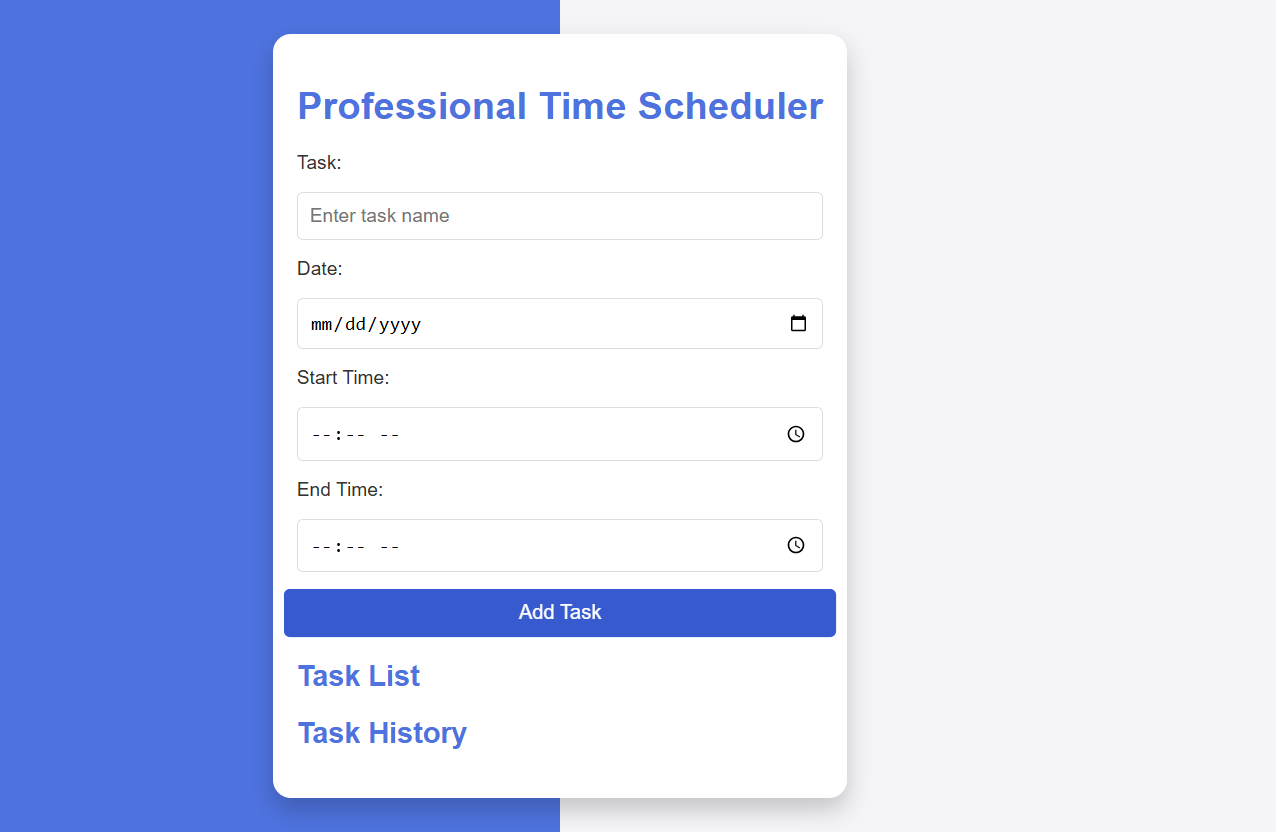 Professional Time Scheduler
Task:
Enter task name
Date:
mm/dd/yyyy
Start Time:
--:-- --
End Time:
--:-- --
Add Task
Task List
Task History